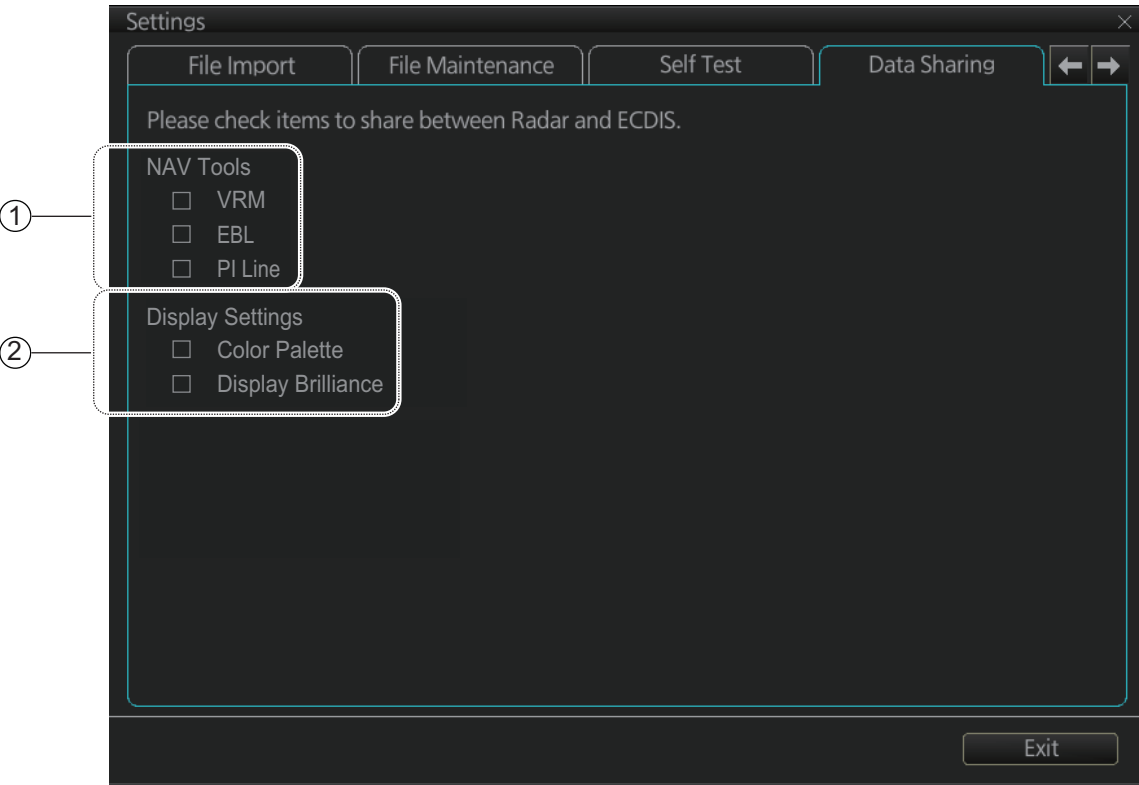 Settings
File Import
File Maintenance
Self Test
Data Sharing
Please check items to share between Radar and ECDIS.
NAV Tools
VRM
1
EBL
PI Line
Display Settings
2
Color Palette
Display Brilliance
Exit